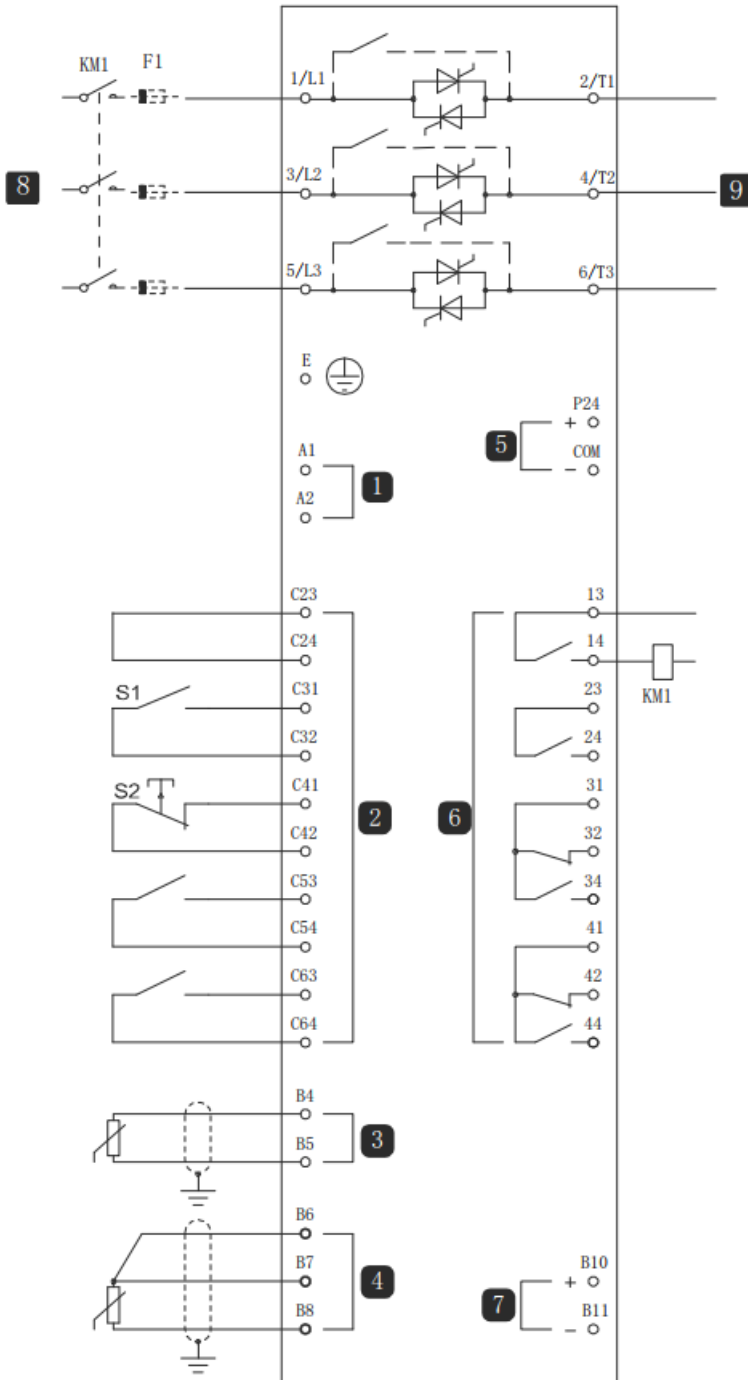 KM1 F1
1/L1 2/T1
8
3/L2 4/T2
9
5/L3 6/T3
E
P24
+
5
COM
-
A1
1
A2
C23 13
C24 14
S1
C31 23
KM1
C32 24
S2
C41 31
2 6
C42 32
C53 34
C54 41
C63 42
C64 44
B4
3
B5
B6
B7 B10
+
4
7
B8 B11
-